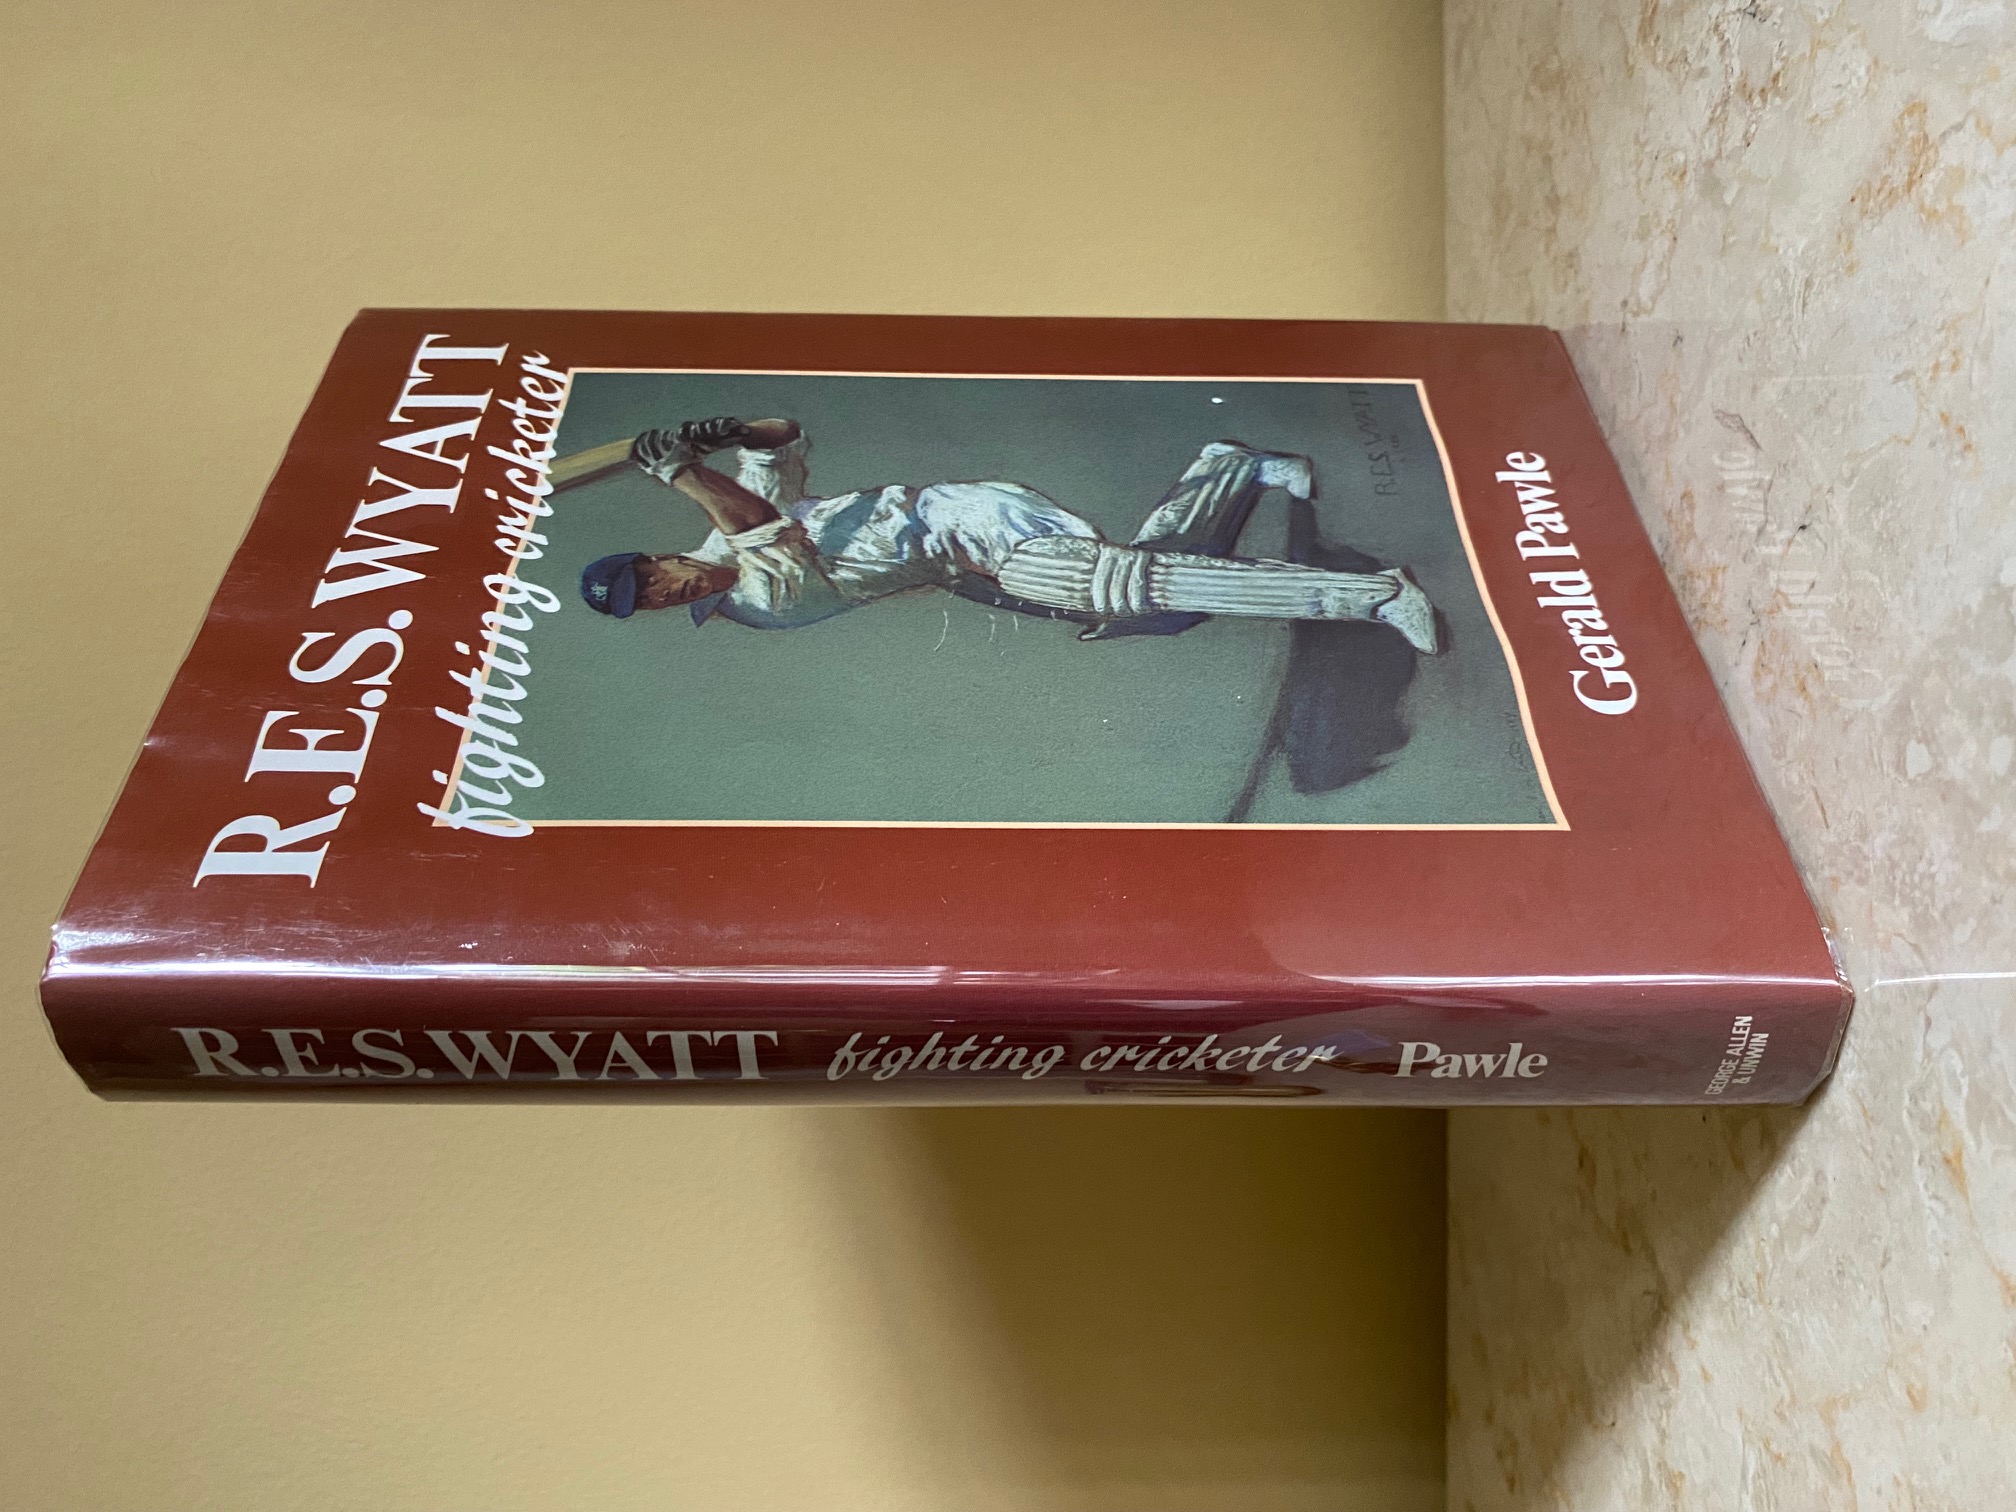 R.E.S. WYATT
fighting cricketer
R.E.S WYATT
Gerald Pawle
R.E.S. WYATT fighting cricketer Pawle
GEORGE ALLEN
& UNWIN